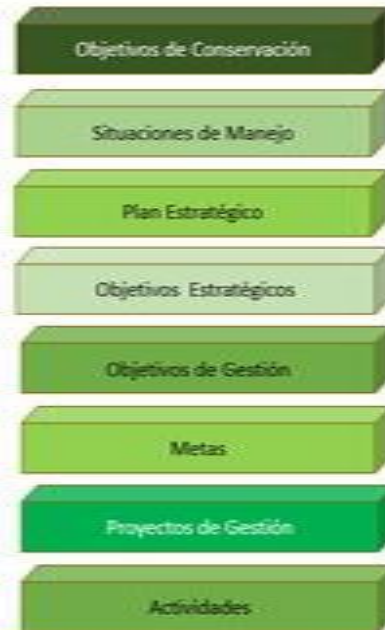 Objetivos de Conservación
Situaciones de Manejo
Plan Estratégico
Objetivos Estratégicos
Objetivos de Gestión
Metas
Proyectos de Gestión
Actividades